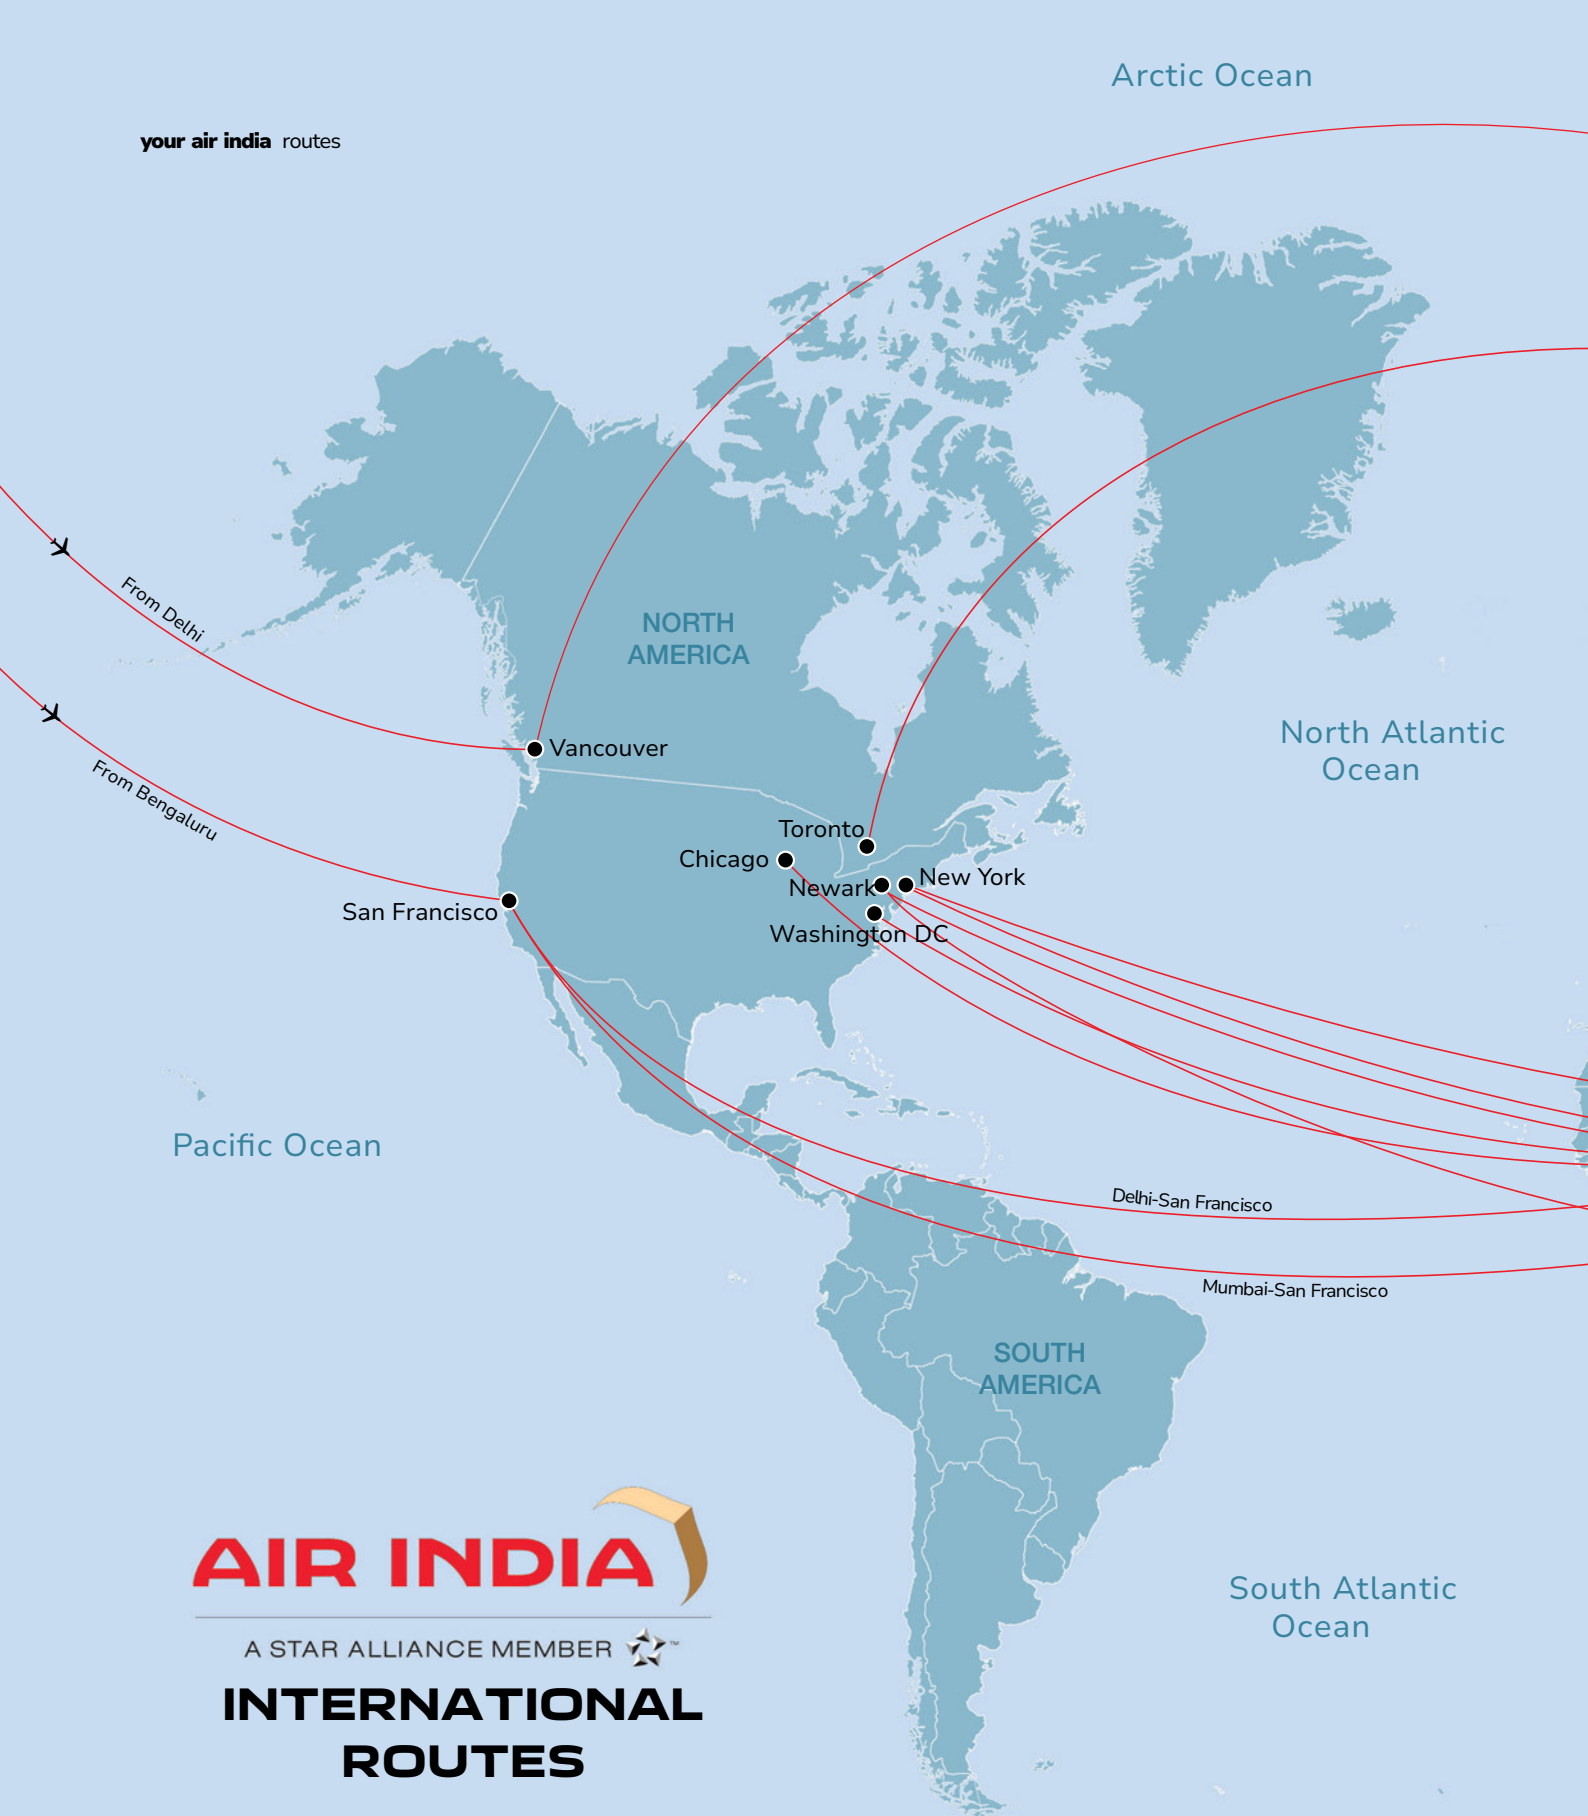 Arctic Ocean
your air india routes
From Delhi
NORTH
AMERICA
North Atlantic
Ocean
Vancouver
From Bengaluru
Toronto
Chicago
Newark
New York
San Francisco
Washington DC
Pacific Ocean
Delhi-San Francisco
Mumbai-San Francisco
SOUTH
AMERICA
AIR INDIA
A STAR ALLIANCE MEMBER ™
INTERNATIONAL
ROUTES
South Atlantic
Ocean